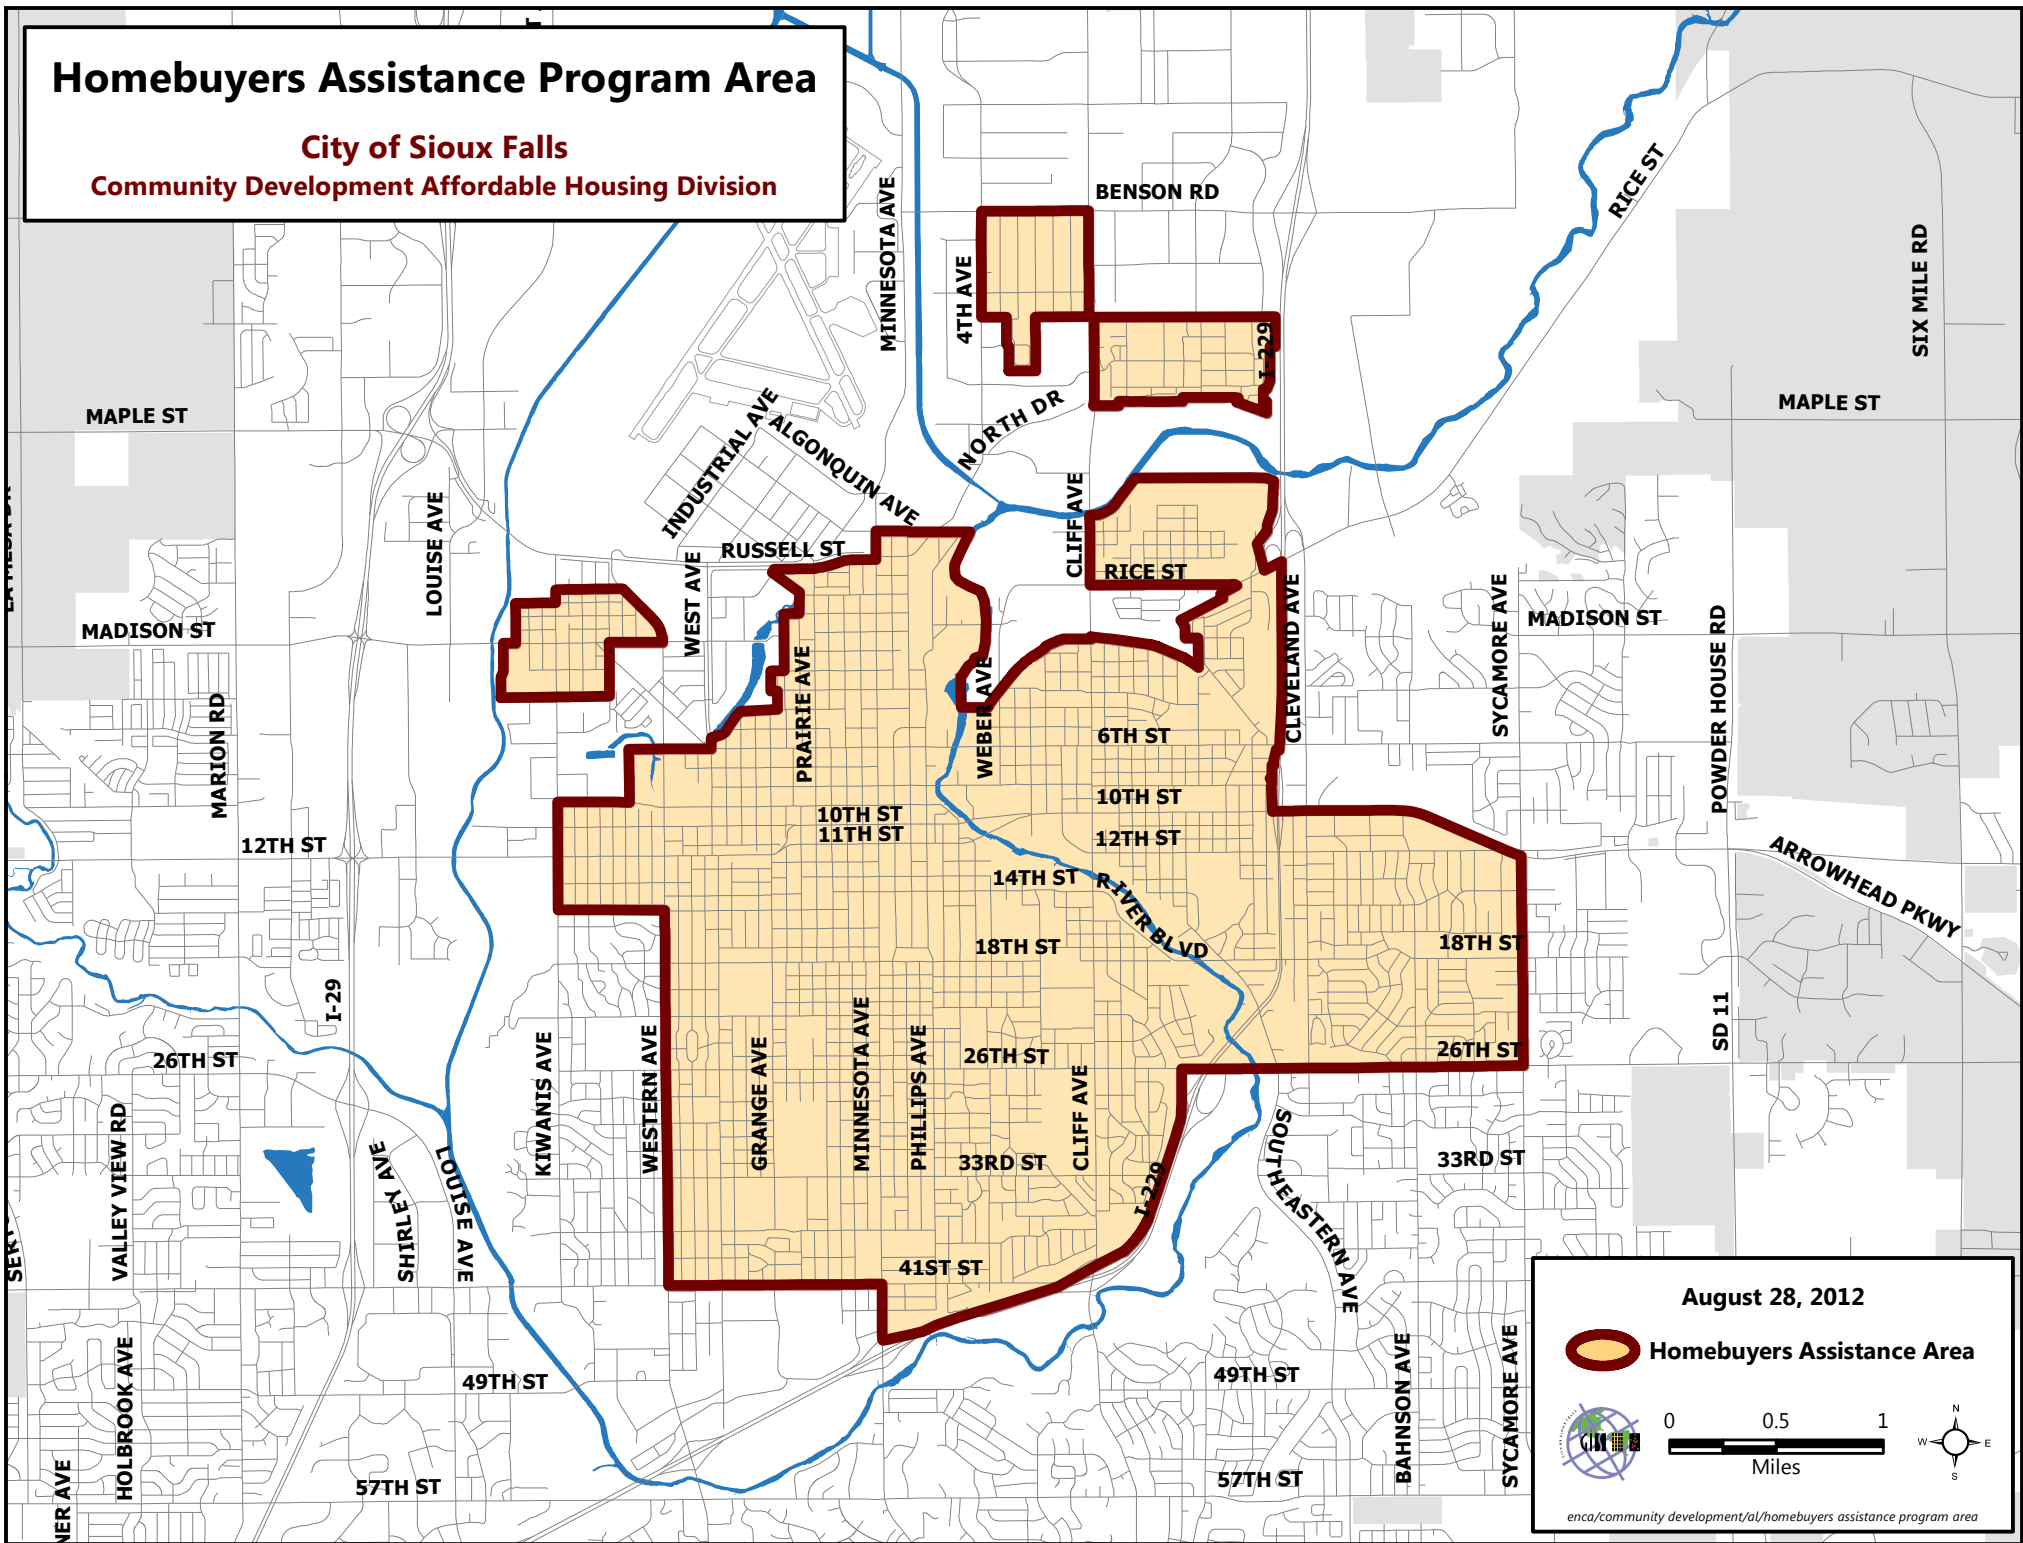 Homebuyers Assistance Program Area
City of Sioux Falls
Community Development Affordable Housing Division
BENSON RD
MINNESOTA AVE
4TH AVE
I-229
RICE ST
SIX MILE RD
MAPLE ST
MAPLE ST
NORTH DR
INDUSTRIAL AVE
ALGONQUIN AVE
LOUISE AVE
RUSSELL ST
WEST AVE
CLIFF AVE
RICE ST
CLEVELAND AVE
SYCAMORE AVE
MADISON ST
MADISON ST
POWDER HOUSE RD
MARION RD
PRAIRIE AVE
WEBER AVE
6TH ST
10TH ST
10TH ST
11TH ST
12TH ST
12TH ST
14TH ST
RIVER BLVD
ARROWHEAD PKWY
18TH ST
18TH ST
I-29
SD 11
26TH ST
26TH ST
26TH ST
KIWANIS AVE
WESTERN AVE
GRANGE AVE
MINNESOTA AVE
PHILLIPS AVE
CLIFF AVE
VALLEY VIEW RD
SHIRLEY AVE
LOUISE AVE
33RD ST
33RD ST
I-229
SOUTHEASTERN AVE
41ST ST
HOLBROOK AVE
49TH ST
49TH ST
BAHNSON AVE
SYCAMORE AVE
57TH ST
57TH ST
NER AVE
August 28, 2012
Homebuyers Assistance Area
0 0.5 1
Miles
N
W E
S
enca/community development/al/homebuyers assistance program area